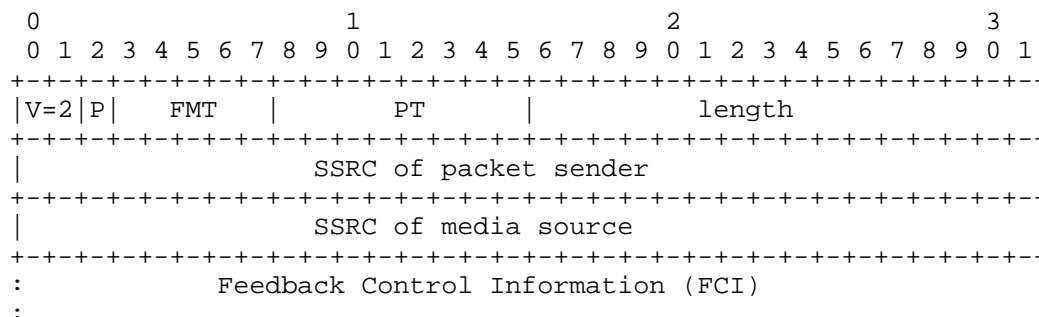 0                   1                   2                   3
 0 1 2 3 4 5 6 7 8 9 0 1 2 3 4 5 6 7 8 9 0 1 2 3 4 5 6 7 8 9 0 1
+-+-+-+-+-+-+-+-+-+-+-+-+-+-+-+-+-+-+-+-+-+-+-+-+-+-+-+-+-+-+-+-
|V=2|P|   FMT   |       PT      |          length
+-+-+-+-+-+-+-+-+-+-+-+-+-+-+-+-+-+-+-+-+-+-+-+-+-+-+-+-+-+-+-+-
|                  SSRC of packet sender
+-+-+-+-+-+-+-+-+-+-+-+-+-+-+-+-+-+-+-+-+-+-+-+-+-+-+-+-+-+-+-+-
|                  SSRC of media source
+-+-+-+-+-+-+-+-+-+-+-+-+-+-+-+-+-+-+-+-+-+-+-+-+-+-+-+-+-+-+-+-
:            Feedback Control Information (FCI)
: